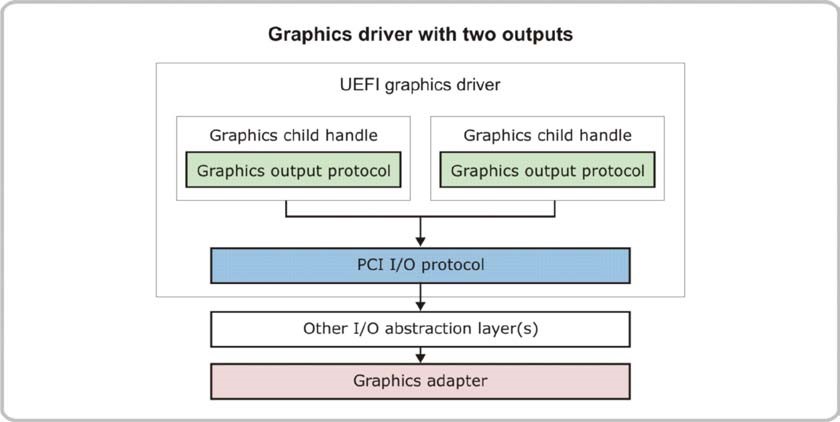 Graphics driver with two outputs
UEFI graphics driver
Graphics child handle
Graphics output protocol
Graphics child handle
Graphics output protocol
PCI I/O protocol
Other I/O abstraction layer(s)
Graphics adapter